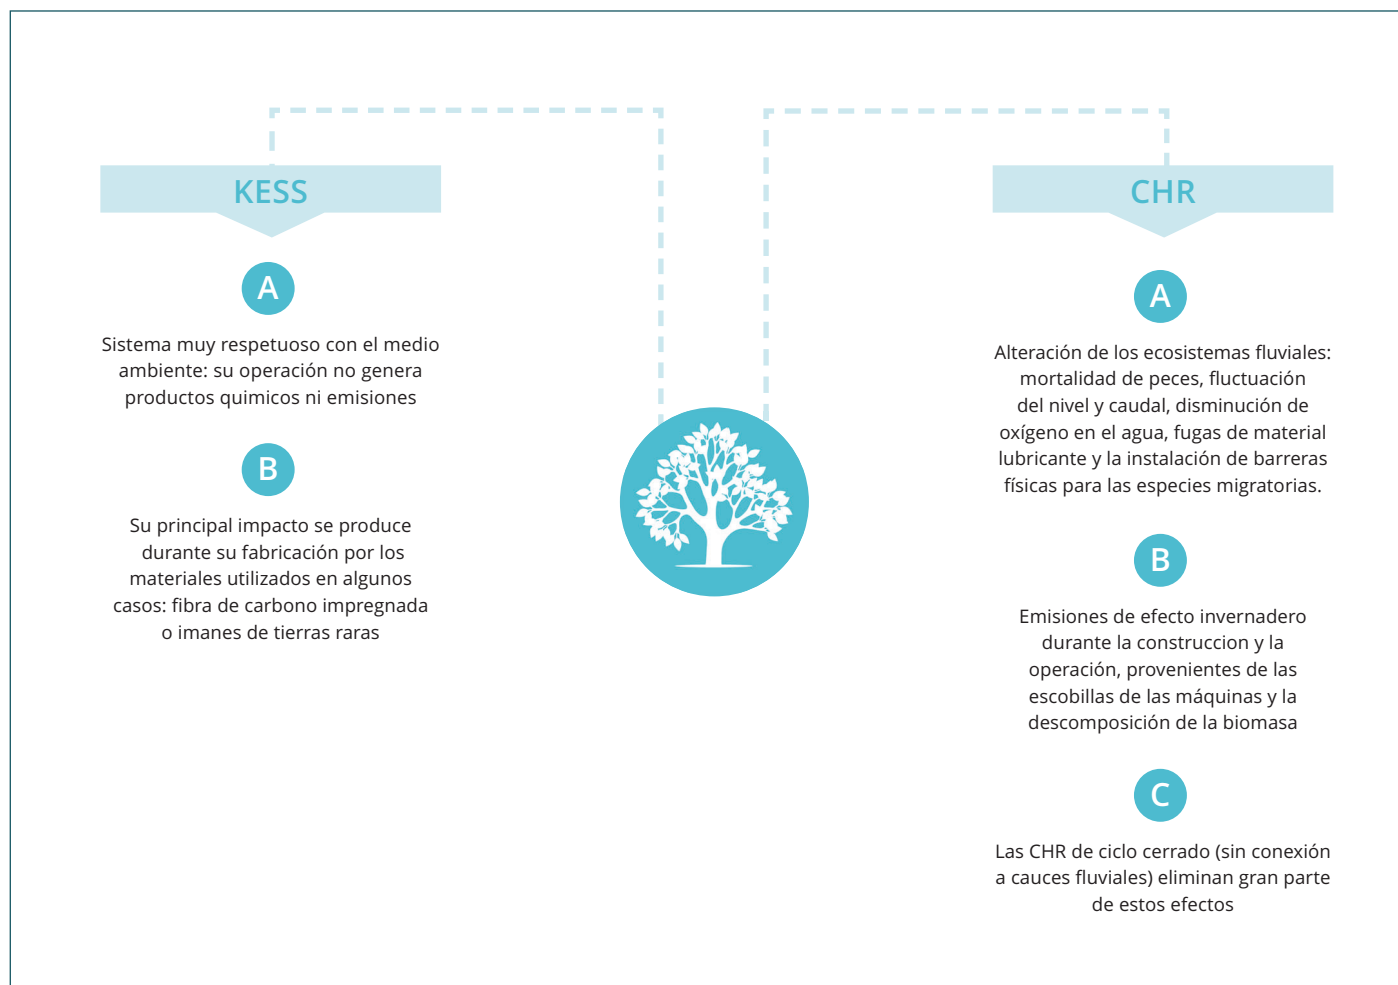 KESS
A
Sistema muy respetuoso con el medio
ambiente: su operación no genera
productos quimicos ni emisiones
B
Su principal impacto se produce
durante su fabricación por los
materiales utilizados en algunos
casos: fibra de carbono impregnada
o imanes de tierras raras
CHR
A
Alteración de los ecosistemas fluviales:
mortalidad de peces, fluctuación
del nivel y caudal, disminución de
oxígeno en el agua, fugas de material
lubricante y la instalación de barreras
físicas para las especies migratorias.
B
Emisiones de efecto invernadero
durante la construccion y la
operación, provenientes de las
escobillas de las máquinas y la
descomposición de la biomasa
C
Las CHR de ciclo cerrado (sin conexión
a cauces fluviales) eliminan gran parte
de estos efectos